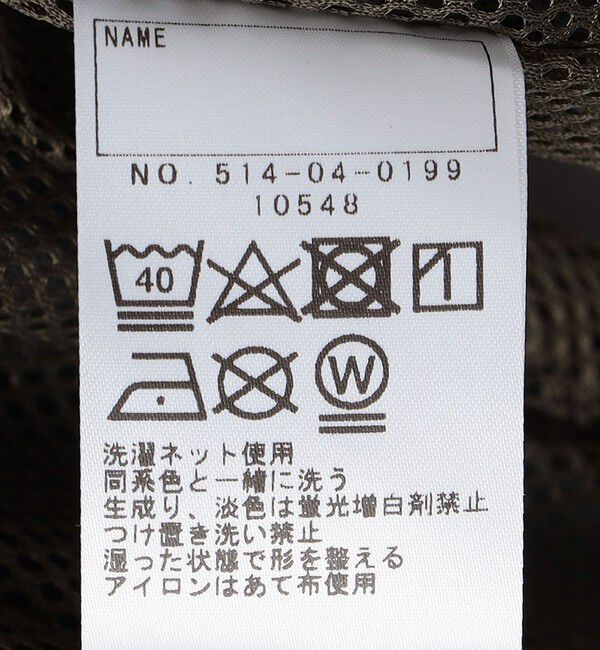 NAME
NO. 514-04-0199
10548
40
W
洗濯ネット使用
同系色と一緒に洗う
生成り、淡色は蛍光増白剤禁止
つけ置き洗い禁止
湿った状態で形を整える
アイロンはあて布使用